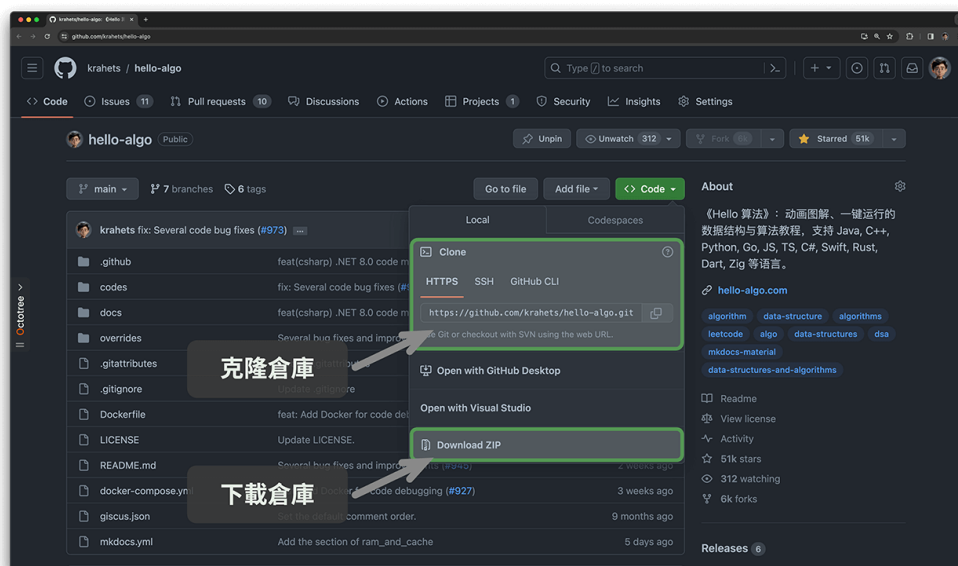 krahets/hello-algo: 《Hello
github.com/krahets/hello-algo
krahets / hello-algo
Type / to search
Code
Issues 11
Pull requests 10
Discussions
Actions
Projects 1
Security
Insights
Settings
hello-algo Public
Unpin
Unwatch 312
Fork
Starred 51k
main
7 branches
6 tags
Go to file
Add file
Code
krahets fix: Several code bug fixes (#973) ...
.github feat(csharp) .NET 8.0 code m
codes fix: Several code bug fixes
docs feat(csharp) .NET 8.0 code m
overrides Several bug fixes and impro
.gitattributes
.gitignore
Dockerfile feat: Add Docker for code
LICENSE Update LICENSE.
README.md Several bug fixes and (#945) 2 weeks ago
docker-compose.yml for code debugging (#927) 3 weeks ago
giscus.json Set the default comment order. 9 months ago
mkdocs.yml Add the section of ram_and_cache 5 days ago
Local
Codespaces
Clone
HTTPS SSH GitHub CLI
https://github.com/krahets/hello-algo.git
Git or checkout with SVN using the web URL.
Open with GitHub Desktop
Open with Visual Studio
Download ZIP
克隆倉庫
下載倉庫
About
《Hello 算法》：动画图解、一键运行的
数据结构与算法教程，支持 Java, C++,
Python, Go, JS, TS, C#, Swift, Rust,
Dart, Zig 等语言。
hello-algo.com
algorithm data-structure algorithms
leetcode algo data-structures dsa
mkdocs-material
data-structures-and-algorithms
Readme
View license
Activity
51k stars
312 watching
6k forks
Releases 6
Octotree